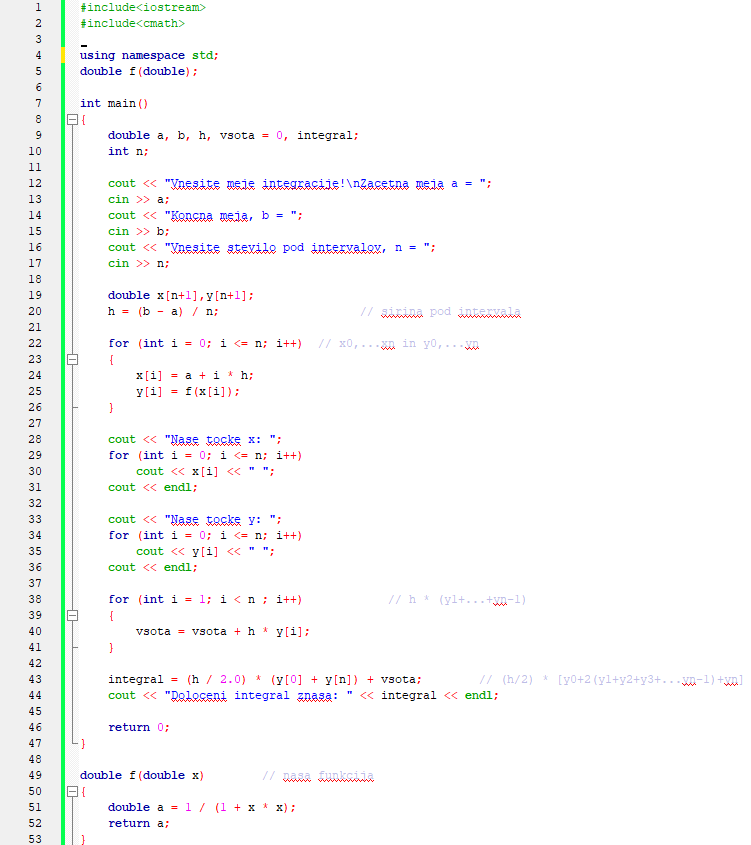 1 #include<iostream>
2 #include<cmath>
3
4 using namespace std;
5 double f(double);
6
7 int main()
8 {
9 double a, b, h, vsota = 0, integral;
10 int n;
11
12 cout << "Vnesite meje integracije!\nZacetna meja a = ";
13 cin >> a;
14 cout << "Koncna meja, b = ";
15 cin >> b;
16 cout << "Vnesite stevilo pod intervalov, n = ";
17 cin >> n;
18
19 double x[n+1],y[n+1];
20 h = (b - a) / n; // sirina pod intervala
21
22 for (int i = 0; i <= n; i++) // x0,...xn in y0,...yn
23 {
24 x[i] = a + i * h;
25 y[i] = f(x[i]);
26 }
27
28 cout << "Nase tocke x: ";
29 for (int i = 0; i <= n; i++)
30 cout << x[i] << " ";
31 cout << endl;
32
33 cout << "Nase tocke y: ";
34 for (int i = 0; i <= n; i++)
35 cout << y[i] << " ";
36 cout << endl;
37
38 for (int i = 1; i < n ; i++) // h * (y1+...+yn-1)
39 {
40 vsota = vsota + h * y[i];
41 }
42
43 integral = (h / 2.0) * (y[0] + y[n]) + vsota; // (h/2) * [y0+2(y1+y2+y3+...yn-1)+yn]
44 cout << "Doloceni integral znasa: " << integral << endl;
45
46 return 0;
47 }
48
49 double f(double x) // nasa funkcija
50 {
51 double a = 1 / (1 + x * x);
52 return a;
53 }